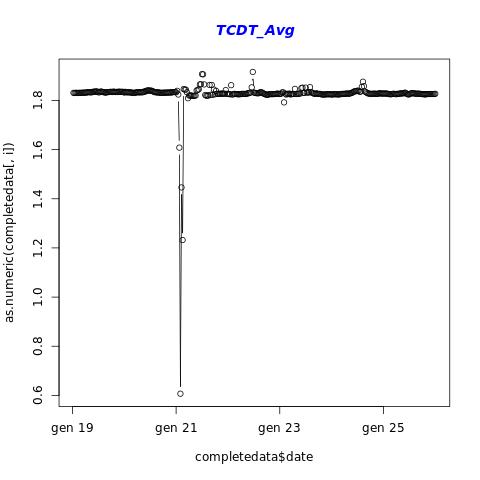 TCDT_Avg
as.numeric(completedata[, i])
1.8
1.6
1.4
1.2
1.0
0.8
0.6
gen 19 gen 21 gen 23 gen 25
completedata$date